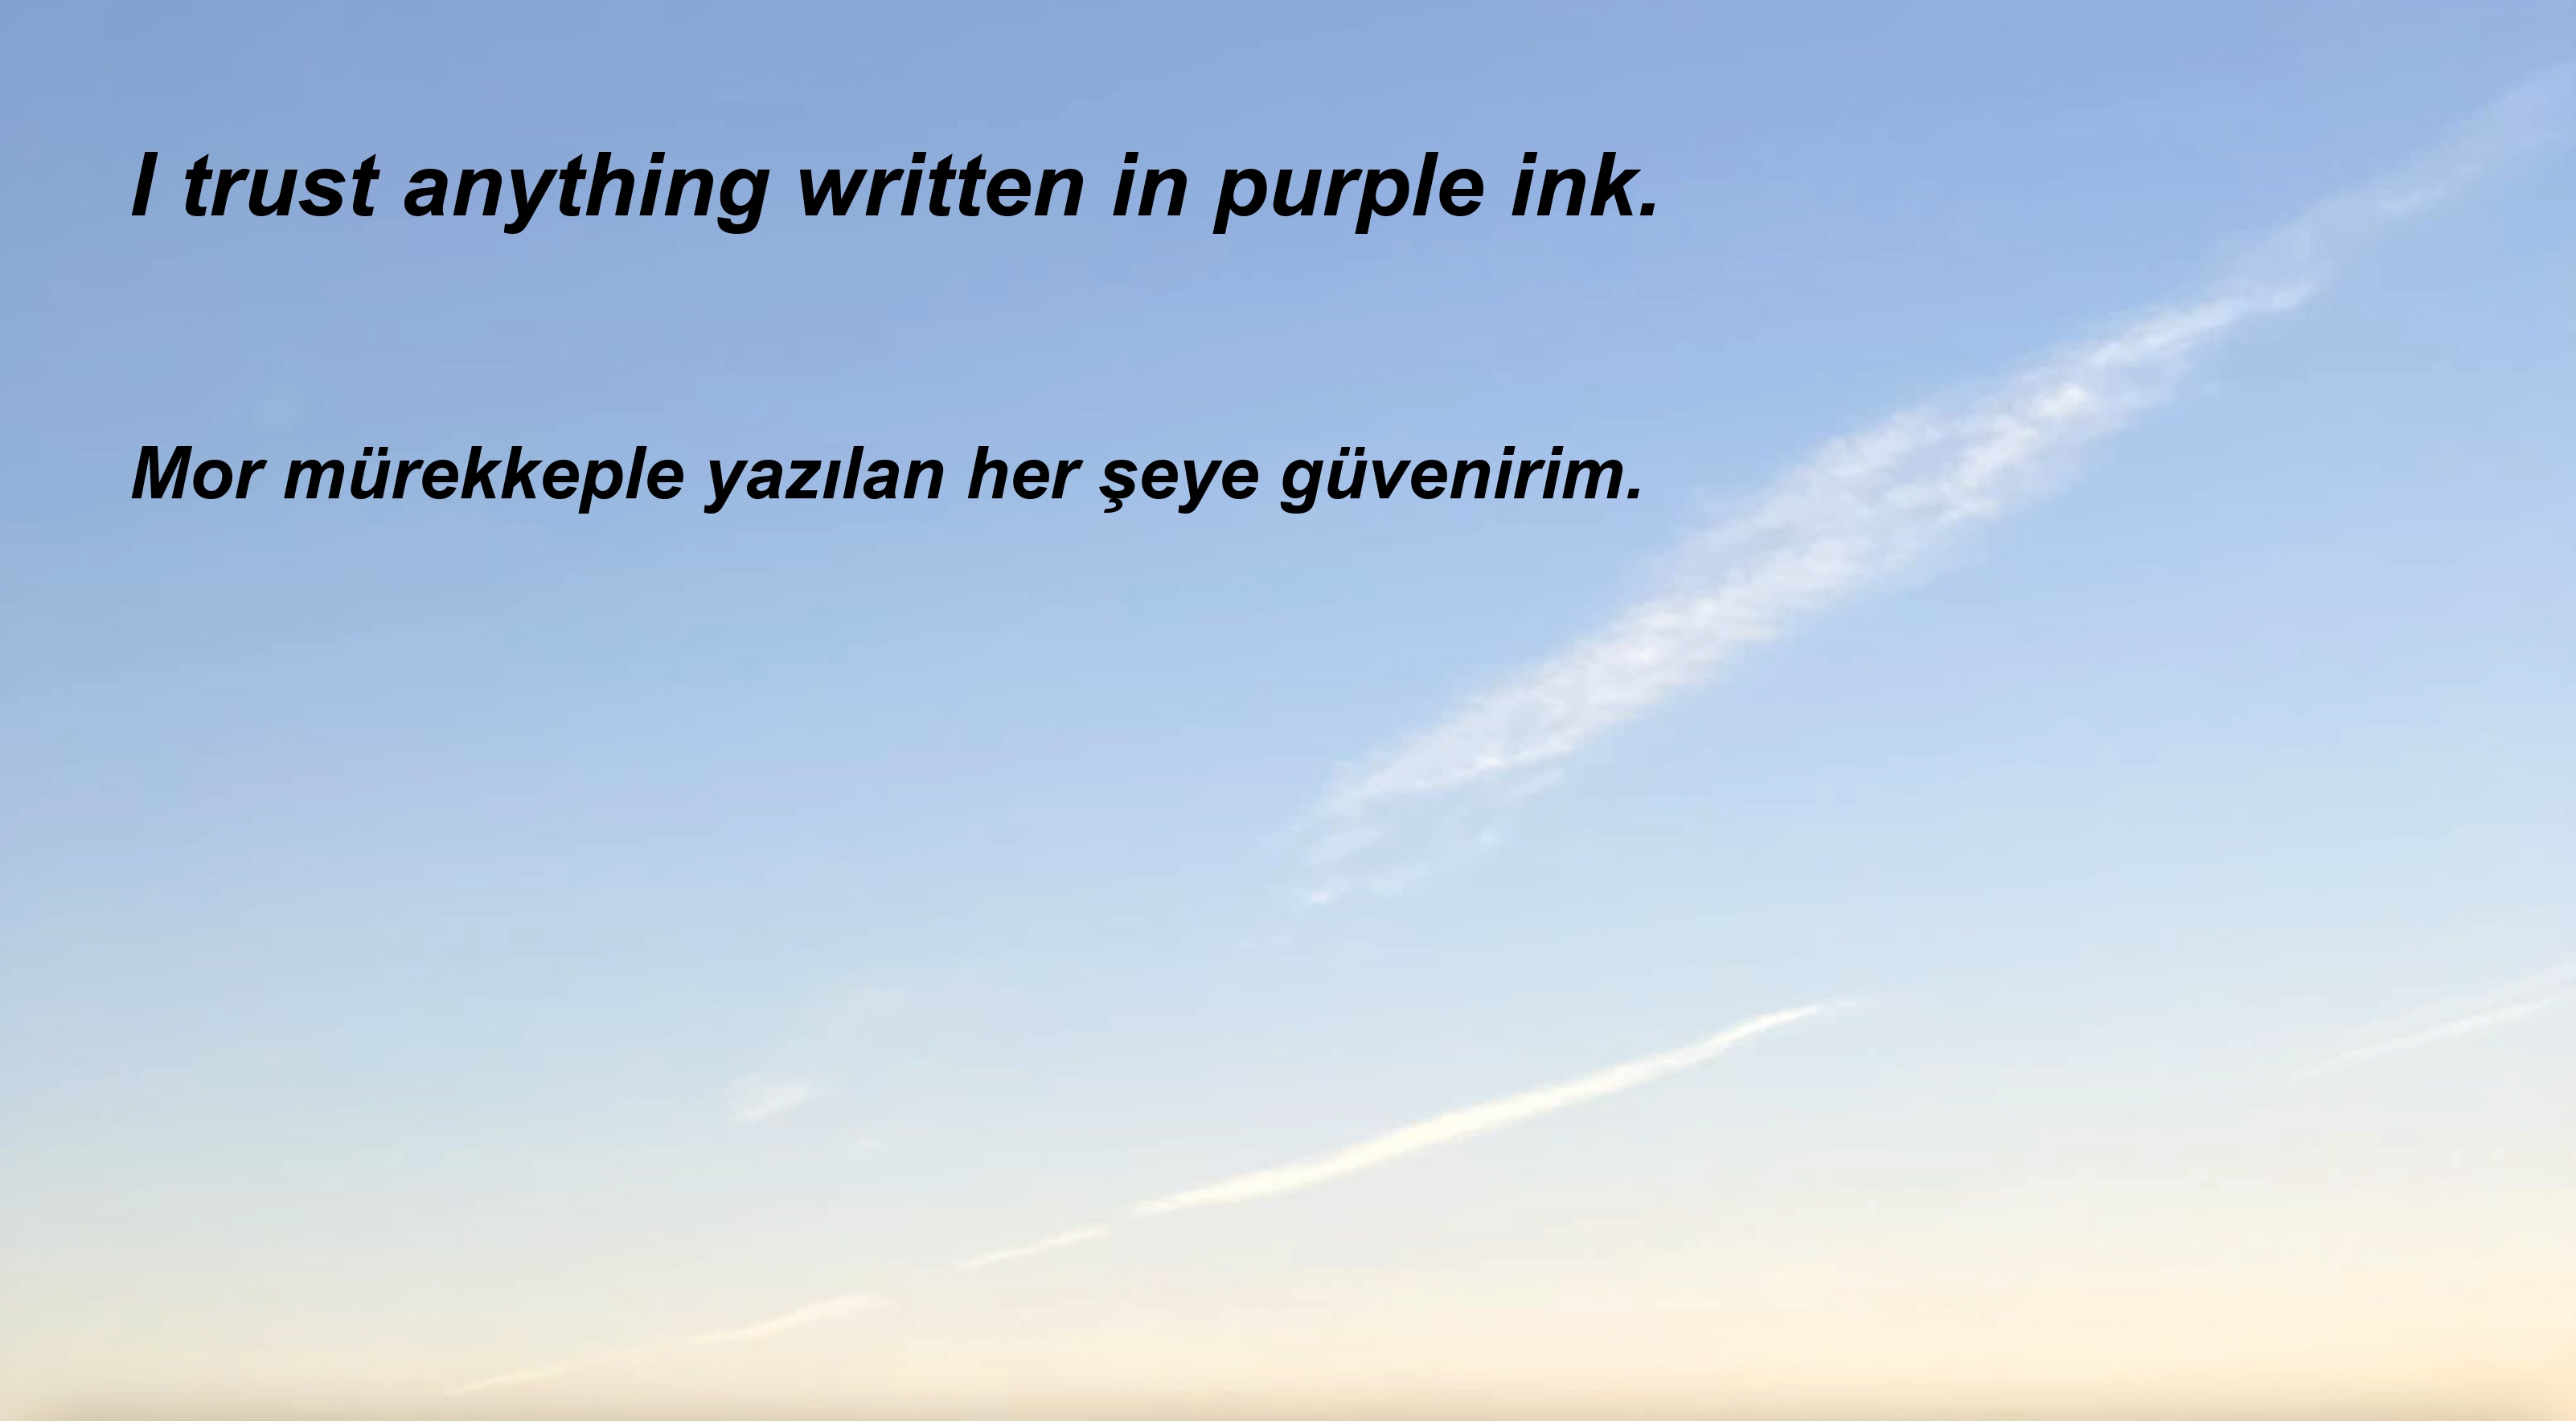 I trust anything written in purple ink.
Mor mürekkeple yazılan her şeye güvenirim.